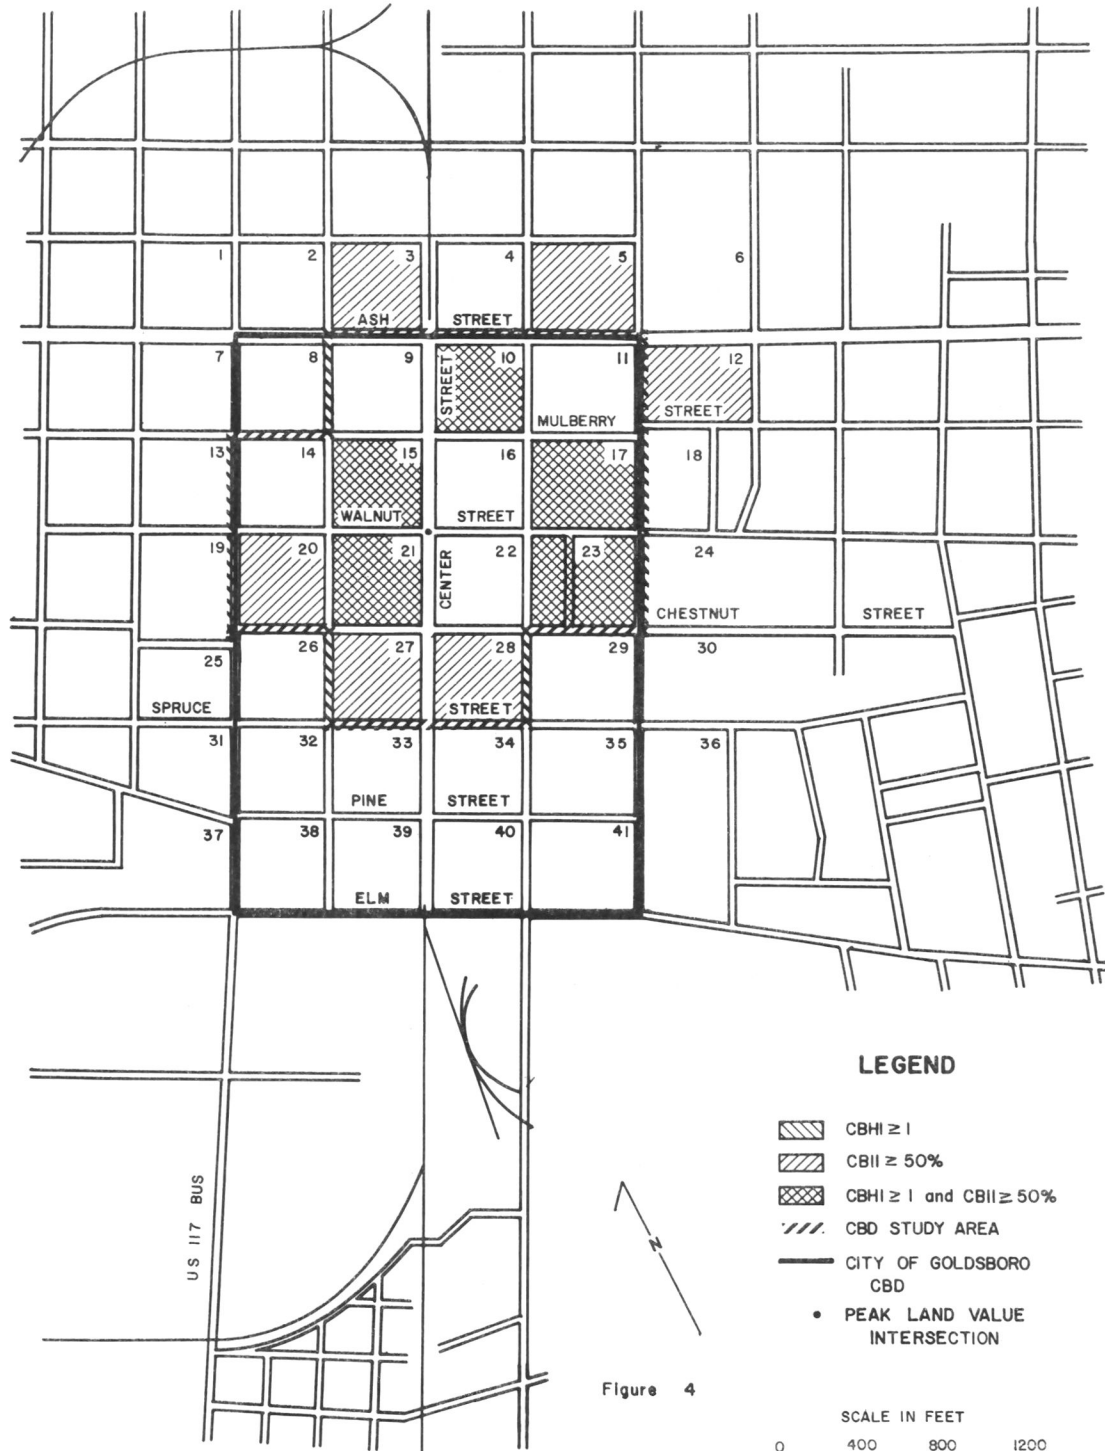 1 2 3 4 5 6
ASH STREET
7 8 9 STREET 10 11 12
MULBERRY STREET
13 14 15 16 17 18
WALNUT STREET
19 20 21 CENTER 22 23 24
CHESTNUT STREET
25 26 27 28 29 30
SPRUCE STREET
31 32 33 34 35 36
PINE STREET
37 38 39 40 41
ELM STREET
US 117 BUS
N
LEGEND
CBHI ≥ 1
CBII ≥ 50%
CBHI ≥ 1 and CBII ≥ 50%
CBD STUDY AREA
CITY OF GOLDSBORO
CBD
PEAK LAND VALUE
INTERSECTION
Figure 4
SCALE IN FEET
0 400 800 1200